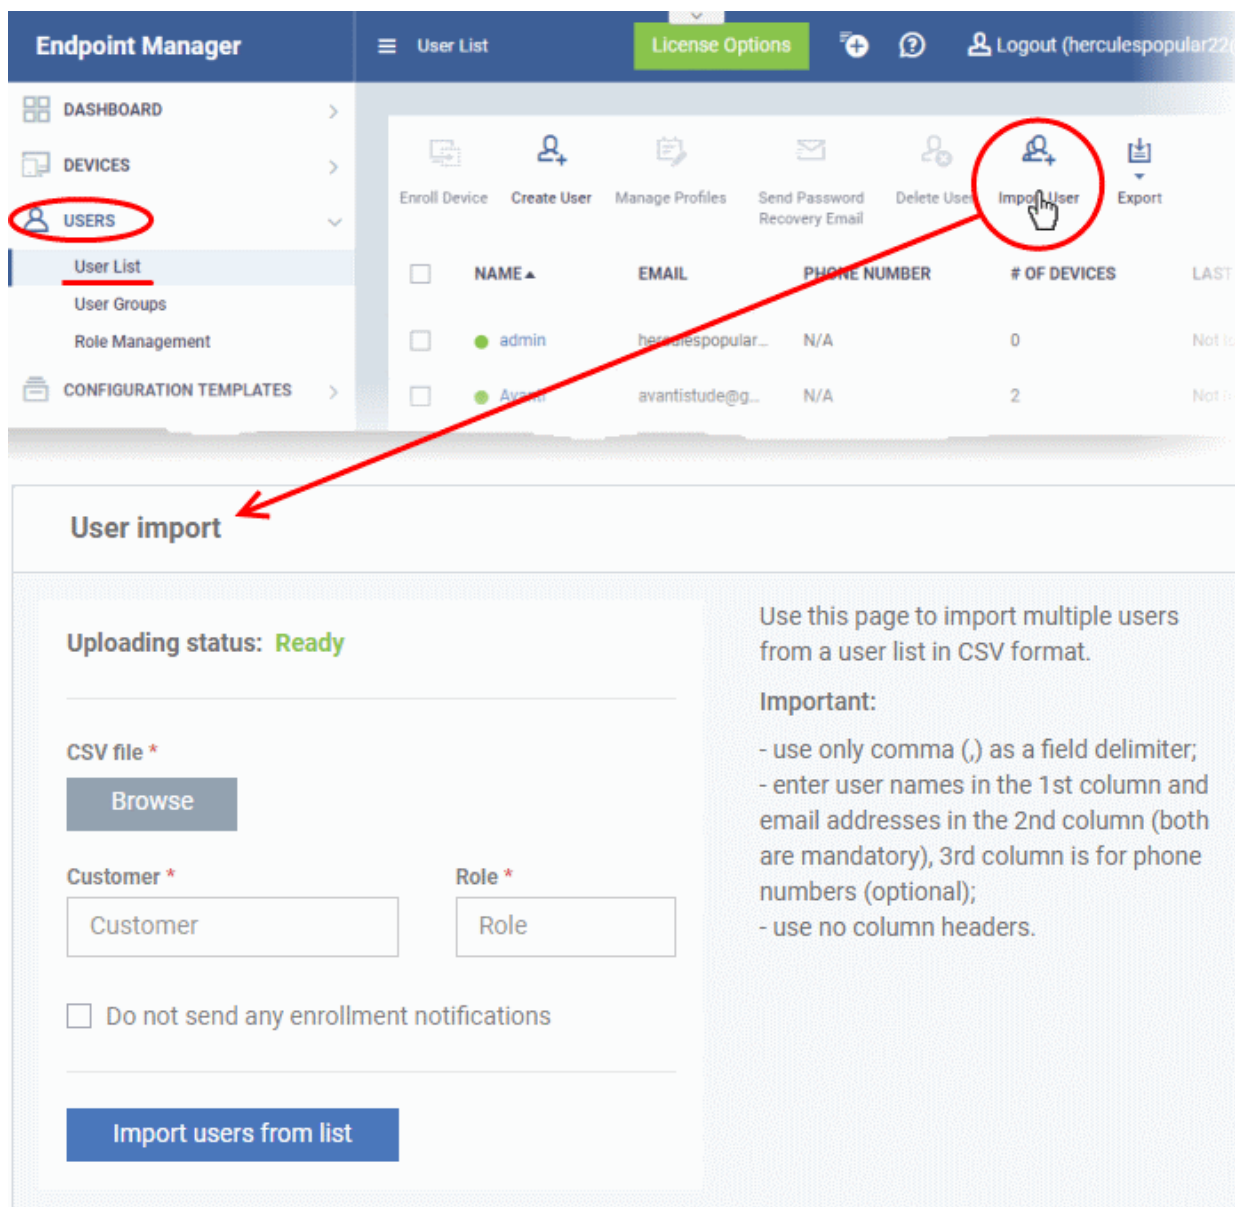 Endpoint Manager
User List
License Options
Logout (herculespopular22(
DASHBOARD
DEVICES
USERS
User List
User Groups
Role Management
CONFIGURATION TEMPLATES
Enroll Device
Create User
Manage Profiles
Send Password
Recovery Email
Delete User
Import User
Export
NAME
EMAIL
PHONE NUMBER
# OF DEVICES
LAST
admin
herculespopular...
N/A
0
Not
Avanti
avantistude@g...
N/A
2
Not
User import
Uploading status: Ready
CSV file *
Browse
Customer *
Role *
Customer
Role
Do not send any enrollment notifications
Import users from list
Use this page to import multiple users
from a user list in CSV format.
Important:
- use only comma (,) as a field delimiter;
- enter user names in the 1st column and
email addresses in the 2nd column (both
are mandatory), 3rd column is for phone
numbers (optional);
- use no column headers.